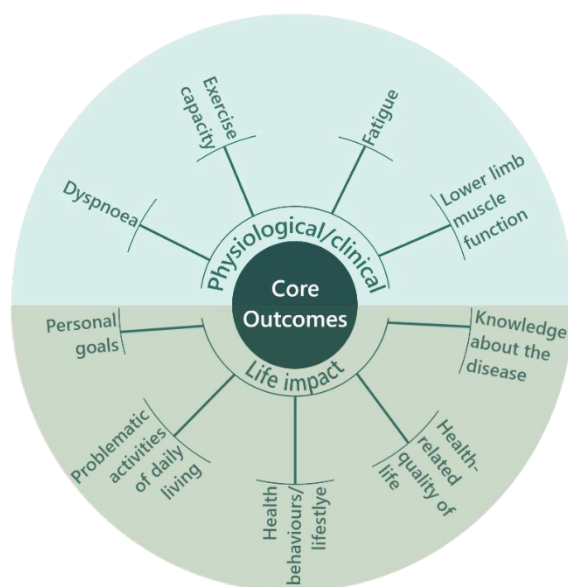 Exercise
capacity
Fatigue
Dyspnoea
Lower limb
muscle
function
Physiological/clinical
Core
Outcomes
Life impact
Personal
goals
Knowledge
about the
disease
Problematic
activities
of daily
living
Health
behaviours/
lifestlye
Health-
related
quality of
life